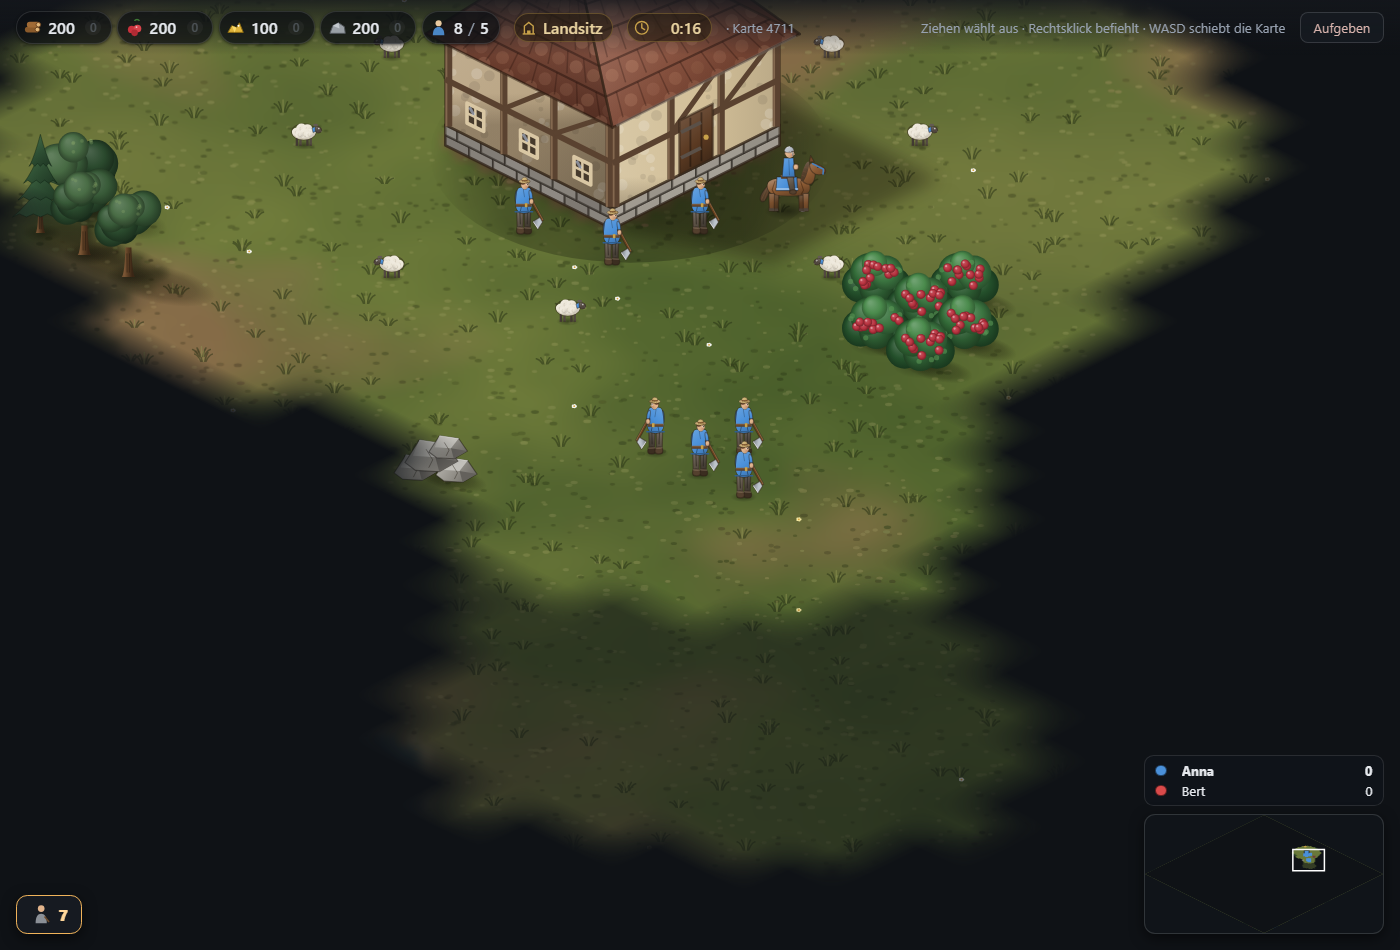 200 0 200 0 100 0 200 0 8 / 5 Landsitz 0:16 · Karte 4711 Ziehen wählt aus · Rechtsklick befiehlt · WASD schiebt die Karte Aufgeben
Anna 0
Bert 0
7